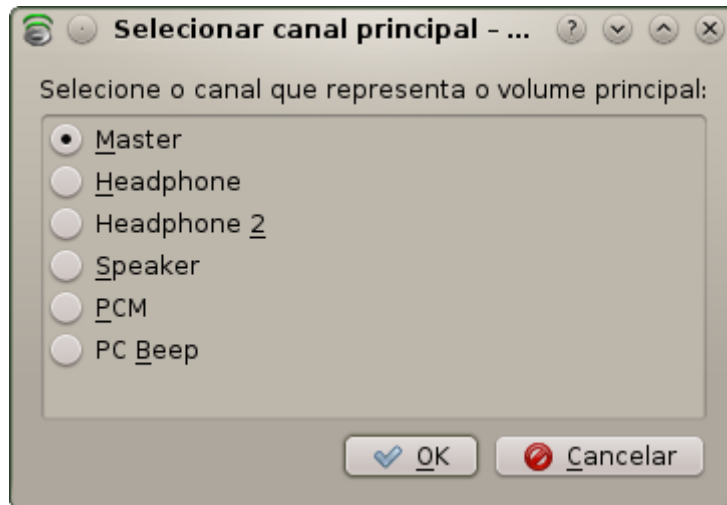 Selecionar canal principal – ...
Selecione o canal que representa o volume principal:
Master
Headphone
Headphone 2
Speaker
PCM
PC Beep
OK
Cancelar